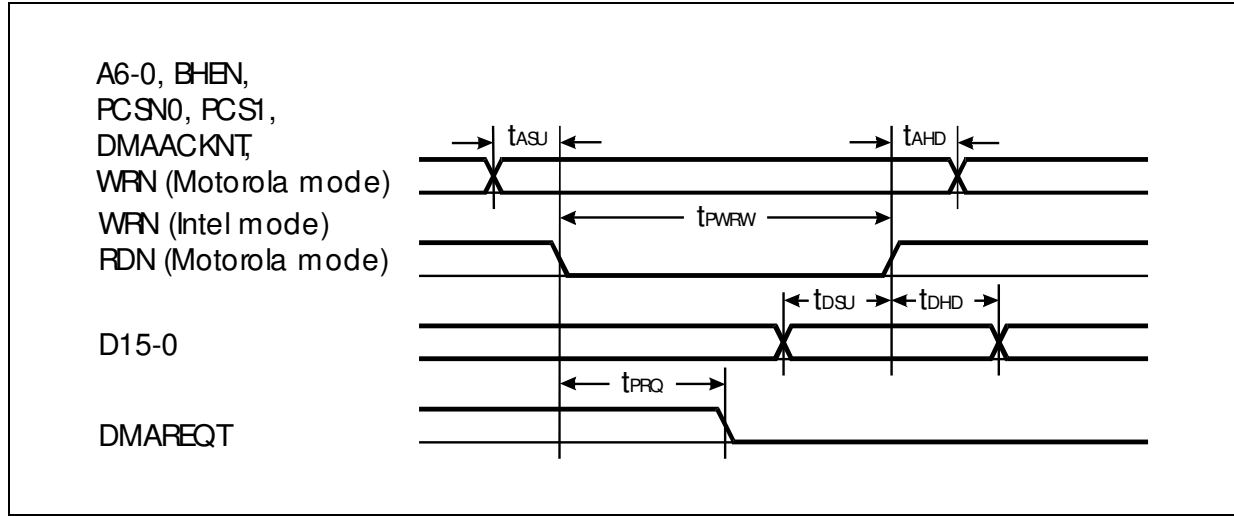 A6-0, BHEN,
PCSN0, PCS1,
DMAACKNT,
WRN (Motorola mode)
tASU
tAHD
WRN (Intel mode)
RDN (Motorola mode)
tPWRW
tDSU
tDHD
D15-0
tPRQ
DMAREQT